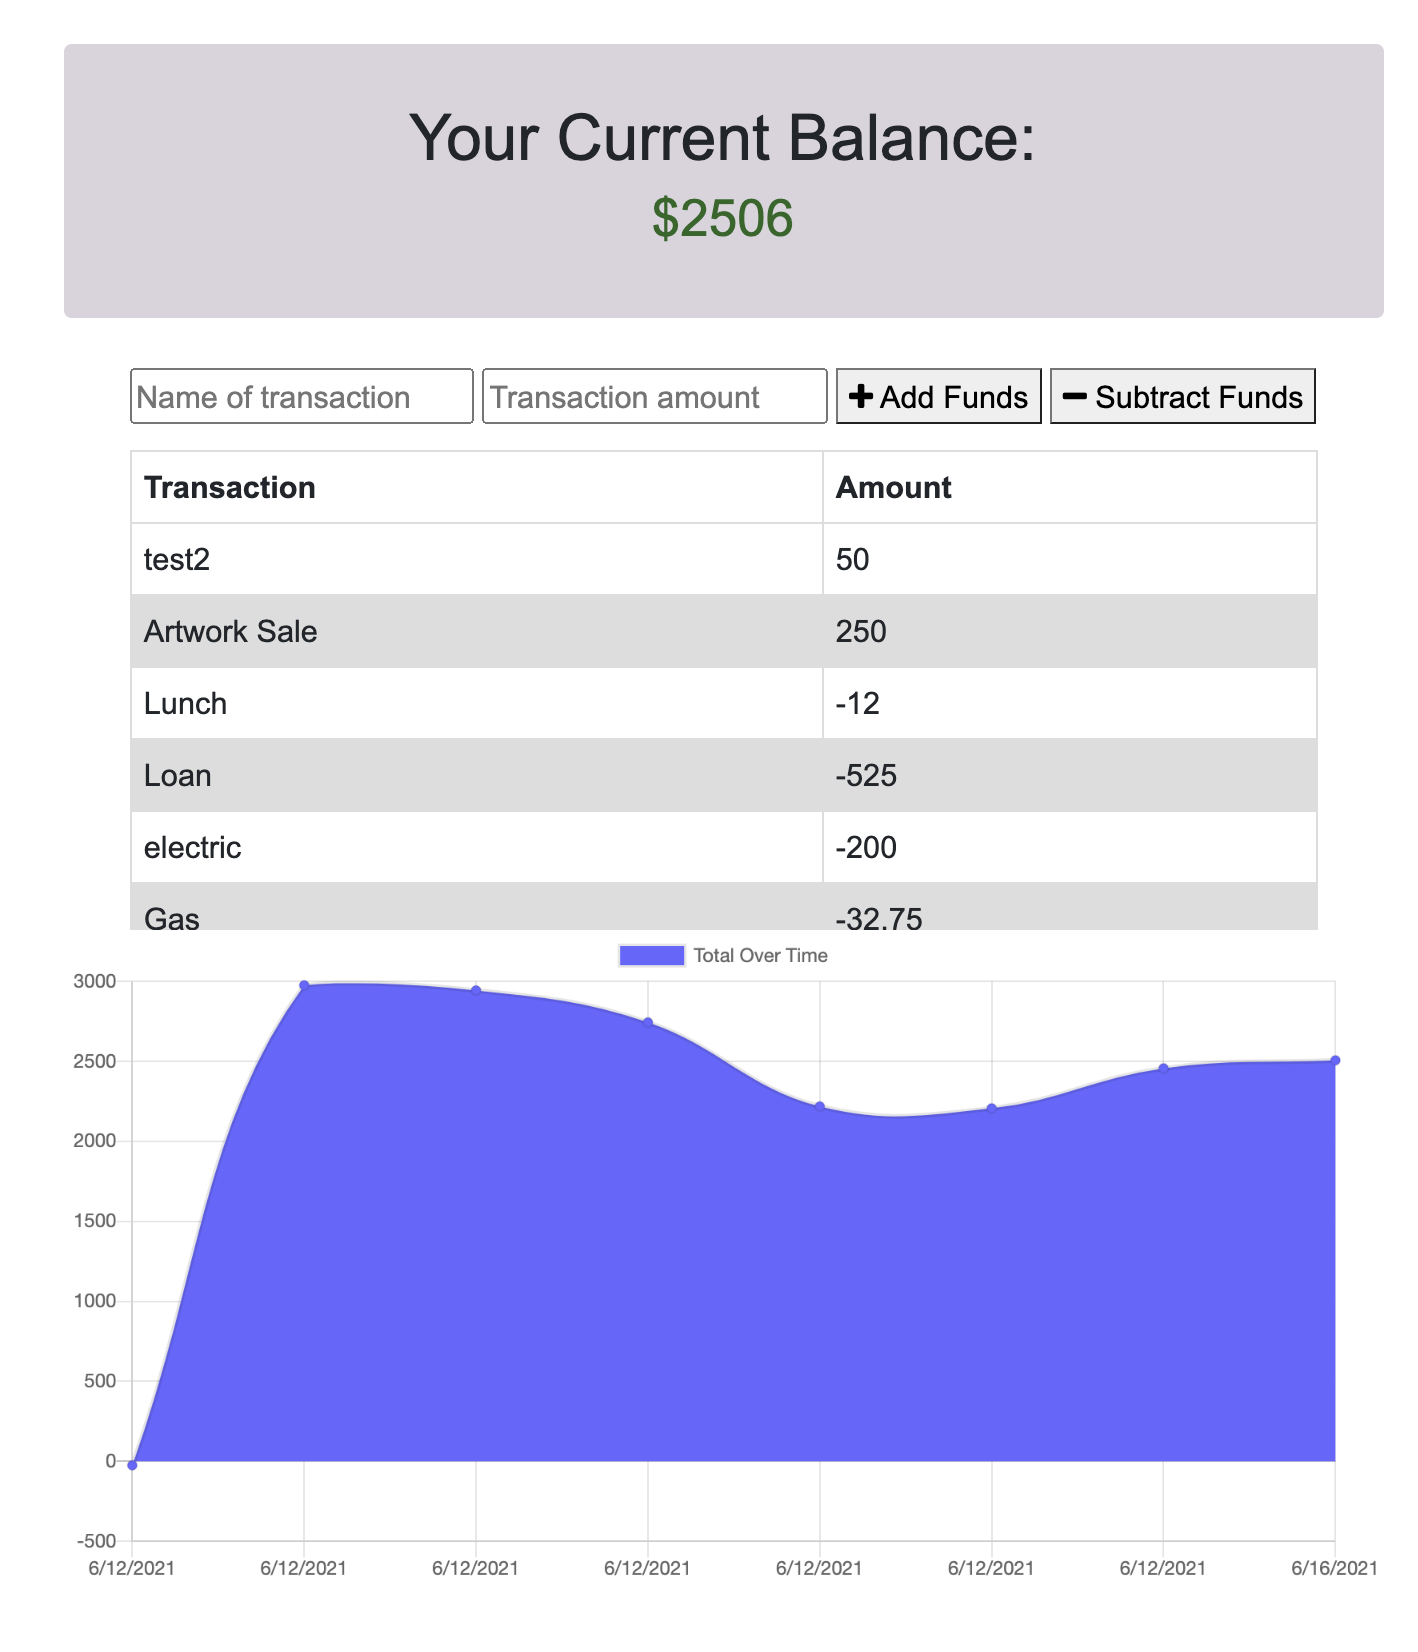 Your Current Balance:
$2506
Name of transaction Transaction amount Add Funds Subtract Funds
Transaction Amount
test2 50
Artwork Sale 250
Lunch -12
Loan -525
electric -200
Gas -32.75
Total Over Time
3000
2500
2000
1500
1000
500
0
-500
6/12/2021 6/12/2021 6/12/2021 6/12/2021 6/12/2021 6/12/2021 6/12/2021 6/16/2021